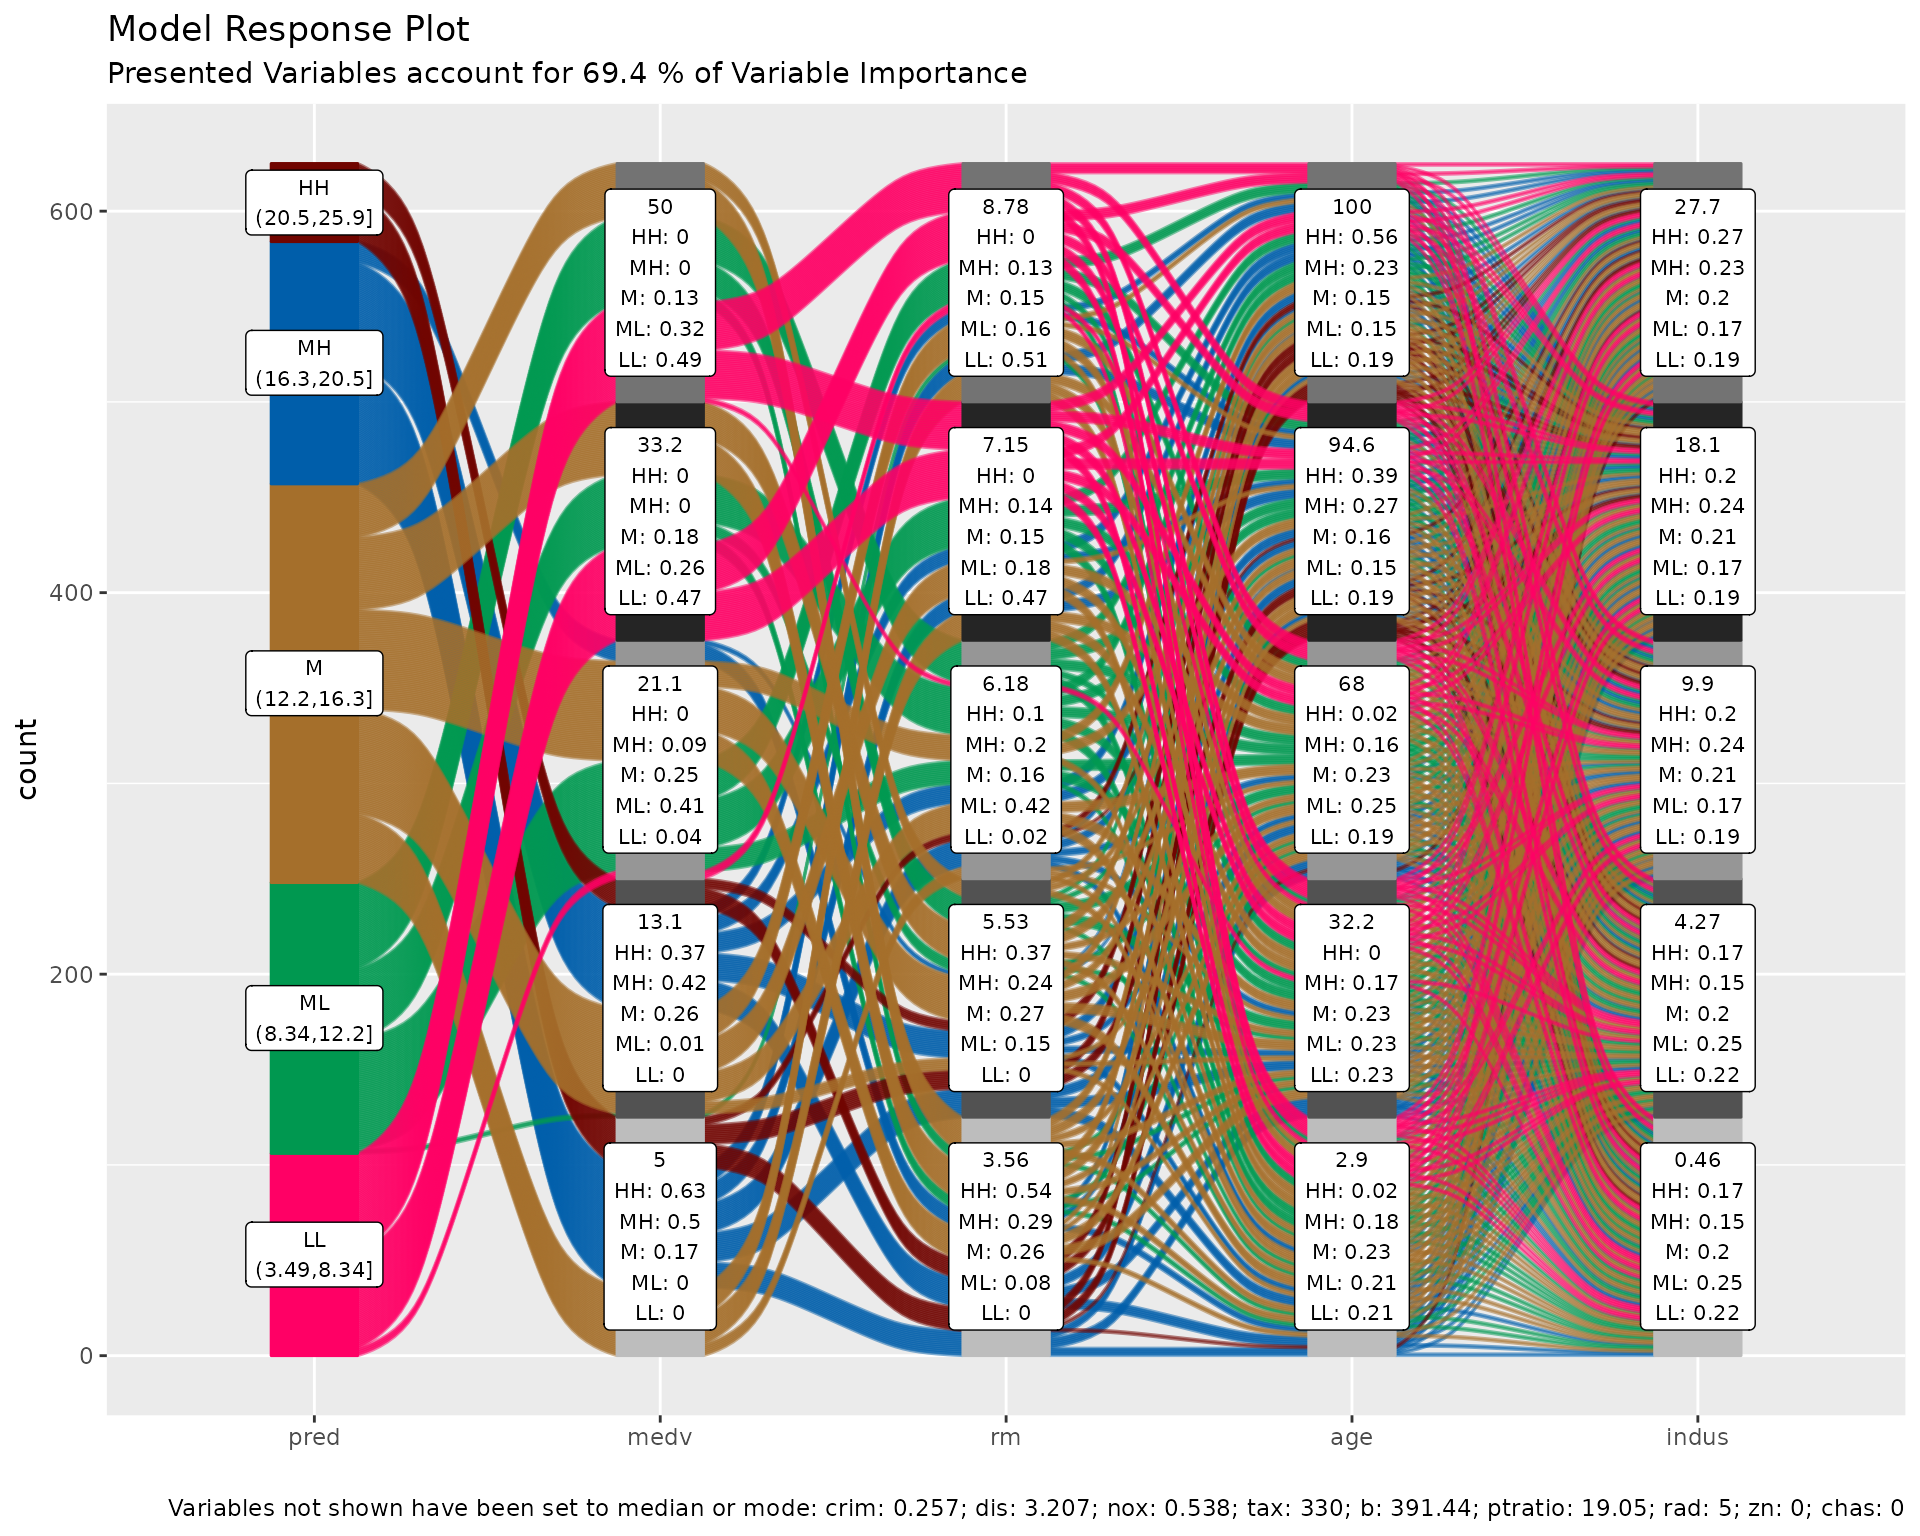 Model Response Plot
Presented Variables account for 69.4 % of Variable Importance
count
600
400
200
0
HH
(20.5,25.9]
MH
(16.3,20.5]
M
(12.2,16.3]
ML
(8.34,12.2]
LL
(3.49,8.34]
50
HH: 0
MH: 0
M: 0.13
ML: 0.32
LL: 0.49
33.2
HH: 0
MH: 0
M: 0.18
ML: 0.26
LL: 0.47
21.1
HH: 0
MH: 0.09
M: 0.25
ML: 0.41
LL: 0.04
13.1
HH: 0.37
MH: 0.42
M: 0.26
ML: 0.01
LL: 0
5
HH: 0.63
MH: 0.5
M: 0.17
ML: 0
LL: 0
8.78
HH: 0
MH: 0.13
M: 0.15
ML: 0.16
LL: 0.51
7.15
HH: 0
MH: 0.14
M: 0.15
ML: 0.18
LL: 0.47
6.18
HH: 0.1
MH: 0.2
M: 0.16
ML: 0.42
LL: 0.02
5.53
HH: 0.37
MH: 0.24
M: 0.27
ML: 0.15
LL: 0
3.56
HH: 0.54
MH: 0.29
M: 0.26
ML: 0.08
LL: 0
100
HH: 0.56
MH: 0.23
M: 0.15
ML: 0.15
LL: 0.19
94.6
HH: 0.39
MH: 0.27
M: 0.16
ML: 0.15
LL: 0.19
68
HH: 0.02
MH: 0.16
M: 0.23
ML: 0.25
LL: 0.19
32.2
HH: 0
MH: 0.17
M: 0.23
ML: 0.23
LL: 0.23
2.9
HH: 0.02
MH: 0.18
M: 0.23
ML: 0.21
LL: 0.21
27.7
HH: 0.27
MH: 0.23
M: 0.2
ML: 0.17
LL: 0.19
18.1
HH: 0.2
MH: 0.24
M: 0.21
ML: 0.17
LL: 0.19
9.9
HH: 0.2
MH: 0.24
M: 0.21
ML: 0.17
LL: 0.19
4.27
HH: 0.17
MH: 0.15
M: 0.2
ML: 0.25
LL: 0.22
0.46
HH: 0.17
MH: 0.15
M: 0.2
ML: 0.25
LL: 0.22
pred
medv
rm
age
indus
Variables not shown have been set to median or mode: crim: 0.257; dis: 3.207; nox: 0.538; tax: 330; b: 391.44; ptratio: 19.05; rad: 5; zn: 0; chas: 0